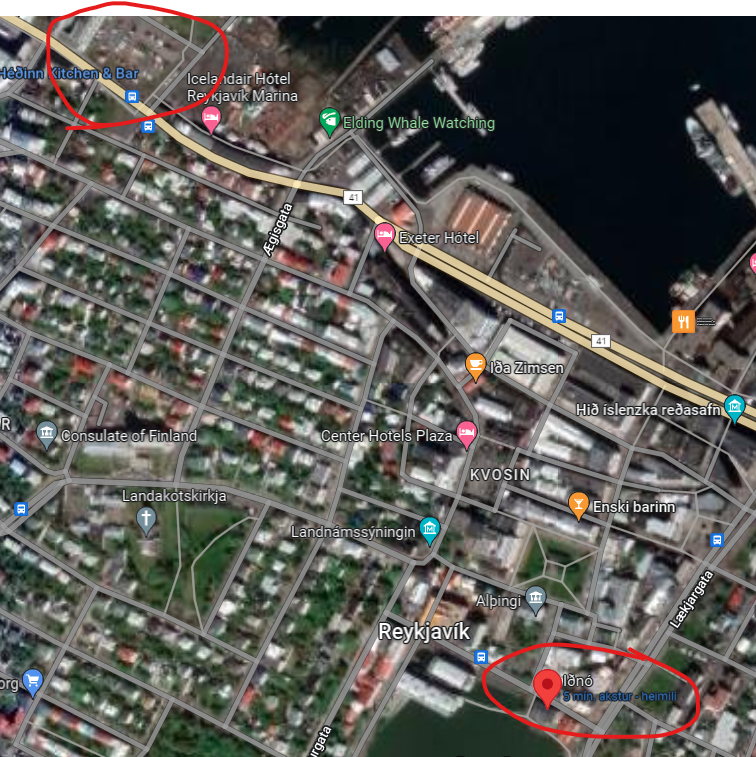 Héðinn Kitchen & Bar
Icelandair Hótel
Reykjavík Marina
Elding Whale Watching
41
Ægisgata
Exeter Hótel
41
Iða Zimsen
Hið íslenzka reðasafn
R
Consulate of Finland
Center Hotels Plaza
KVOSIN
Landakotskirkja
Enski barinn
Landnámssýningin
Lækjargata
Alþingi
Reykjavík
Iðnó
5 mín. akstur - heimili
org
urgata